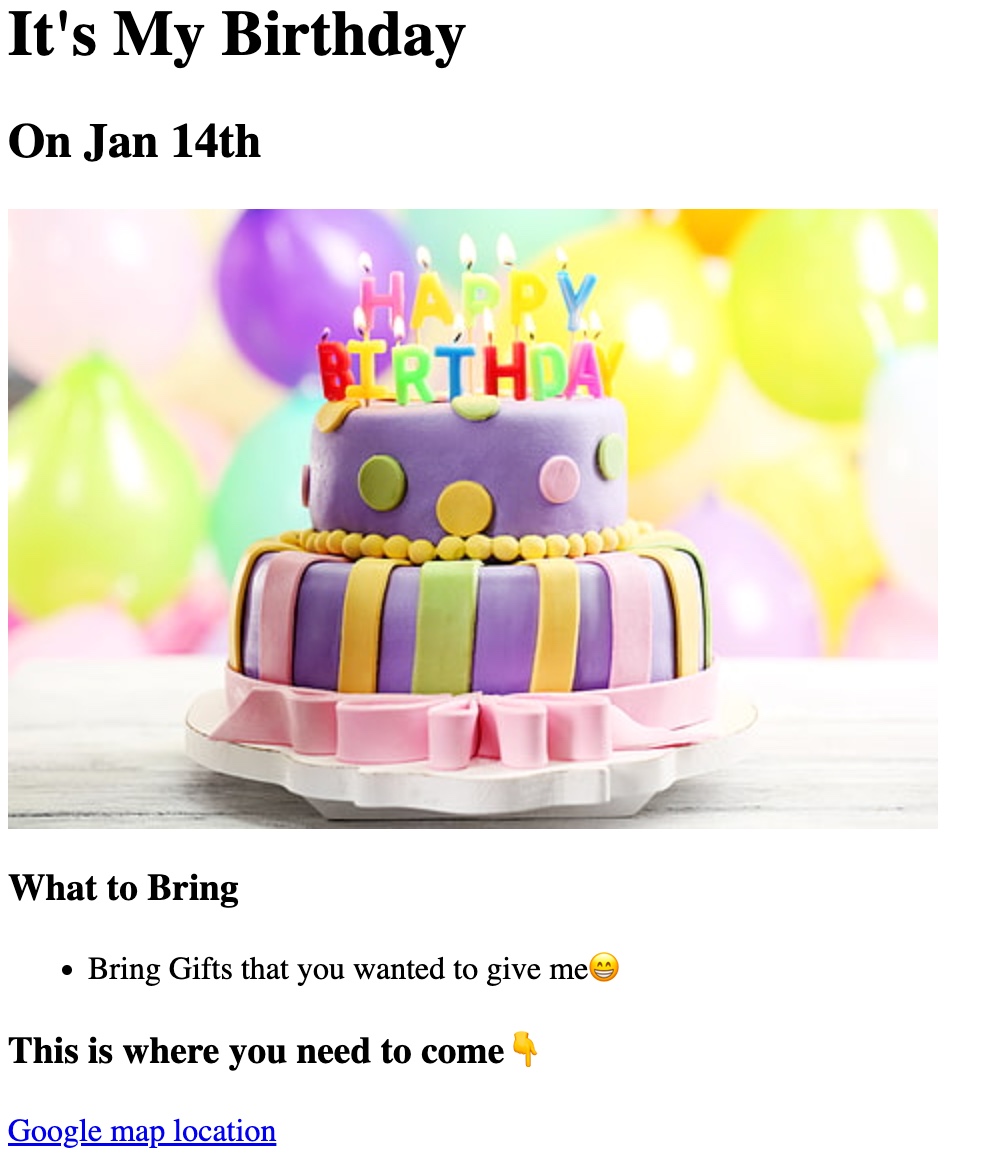 It's My Birthday
On Jan 14th
HAPPY
BIRTHDAY
What to Bring
• Bring Gifts that you wanted to give me😁
This is where you need to come👇
Google map location